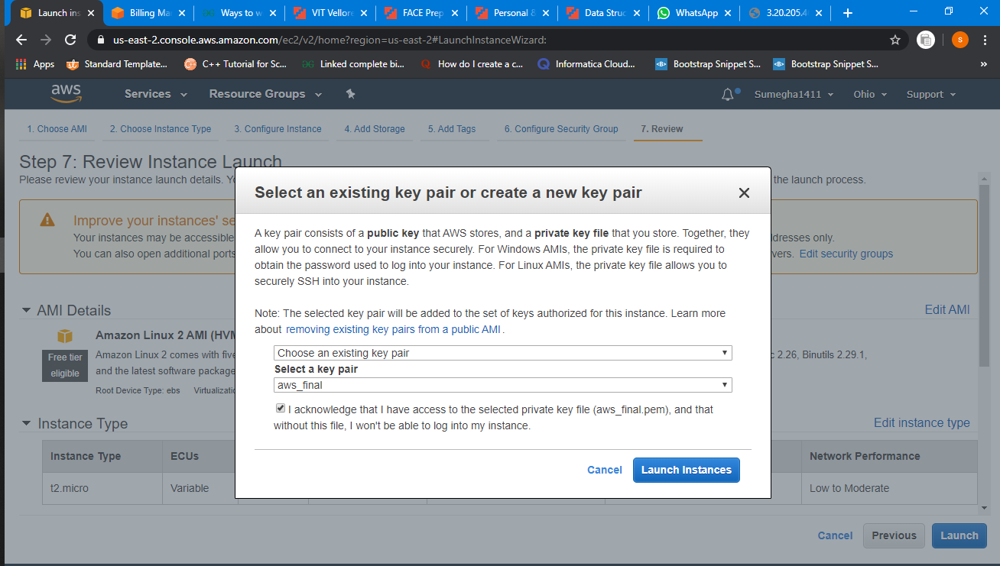 Launch ins
Billing Ma
Ways to w
VIT Vellore
FACE Prep
Personal &
Data Struc
WhatsApp
3.20.205.4
us-east-2.console.aws.amazon.com/ec2/v2/home?region=us-east-2#LaunchInstanceWizard:
S
Apps
Standard Template...
C++ Tutorial for Sc...
Linked complete bi...
How do I create a c...
Informatica Cloud...
Bootstrap Snippet S...
Bootstrap Snippet S...
»
aws
Services
Resource Groups
Sumegha1411
Ohio
Support
1. Choose AMI
2. Choose Instance Type
3. Configure Instance
4. Add Storage
5. Add Tags
6. Configure Security Group
7. Review
Step 7: Review Instance Launch
Please review your instance launch details. Yo
the launch process.
Improve your instances' se
Your instances may be accessible
dresses only.
You can also open additional ports
vers. Edit security groups
Select an existing key pair or create a new key pair
A key pair consists of a public key that AWS stores, and a private key file that you store. Together, they
allow you to connect to your instance securely. For Windows AMIs, the private key file is required to
obtain the password used to log into your instance. For Linux AMIs, the private key file allows you to
securely SSH into your instance.
Note: The selected key pair will be added to the set of keys authorized for this instance. Learn more
about removing existing key pairs from a public AMI .
Choose an existing key pair
Select a key pair
aws_final
I acknowledge that I have access to the selected private key file (aws_final.pem), and that
without this file, I won't be able to log into my instance.
Cancel
Launch Instances
AMI Details
Edit AMI
Amazon Linux 2 AMI (HVM
Free tier
eligible
Amazon Linux 2 comes with five
c 2.26, Binutils 2.29.1,
and the latest software package
Root Device Type: ebs
Virtualizatio
Instance Type
Edit instance type
Instance Type
ECUs
Network Performance
t2.micro
Variable
Low to Moderate
Cancel
Previous
Launch